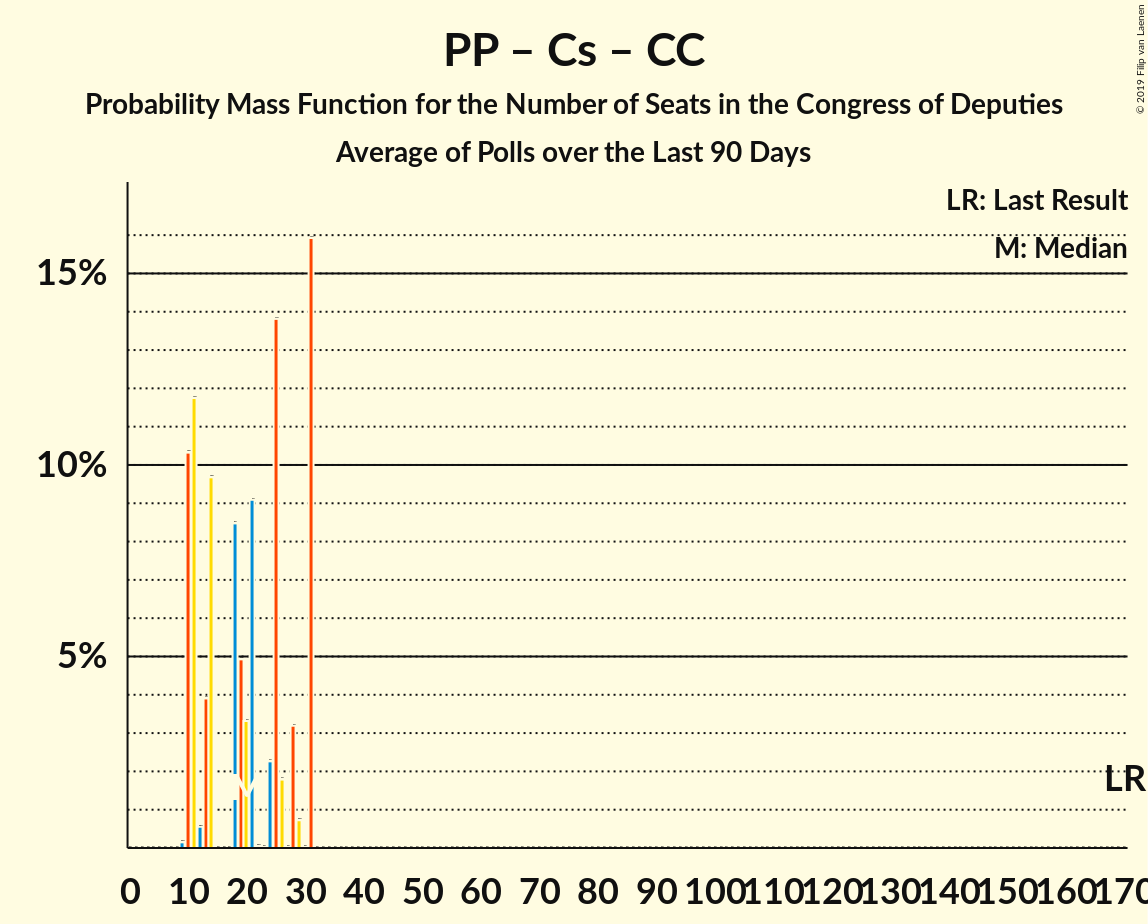 PP – Cs – CC
Probability Mass Function for the Number of Seats in the Congress of Deputies
Average of Polls over the Last 90 Days
© 2019 Filip van Laenen
LR: Last Result
M: Median
15%
10%
5%
M
LR
0 10 20 30 40 50 60 70 80 90 100 110 120 130 140 150 160 170